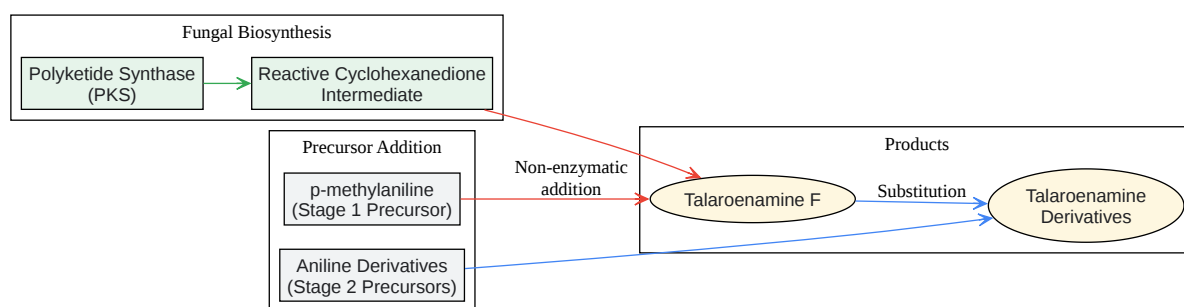 Fungal Biosynthesis
Polyketide Synthase
(PKS)
Reactive Cyclohexanedione
Intermediate
Precursor Addition
p-methylaniline
(Stage 1 Precursor)
Aniline Derivatives
(Stage 2 Precursors)
Non-enzymatic
addition
Products
Talaroenamine F
Substitution
Talaroenamine
Derivatives